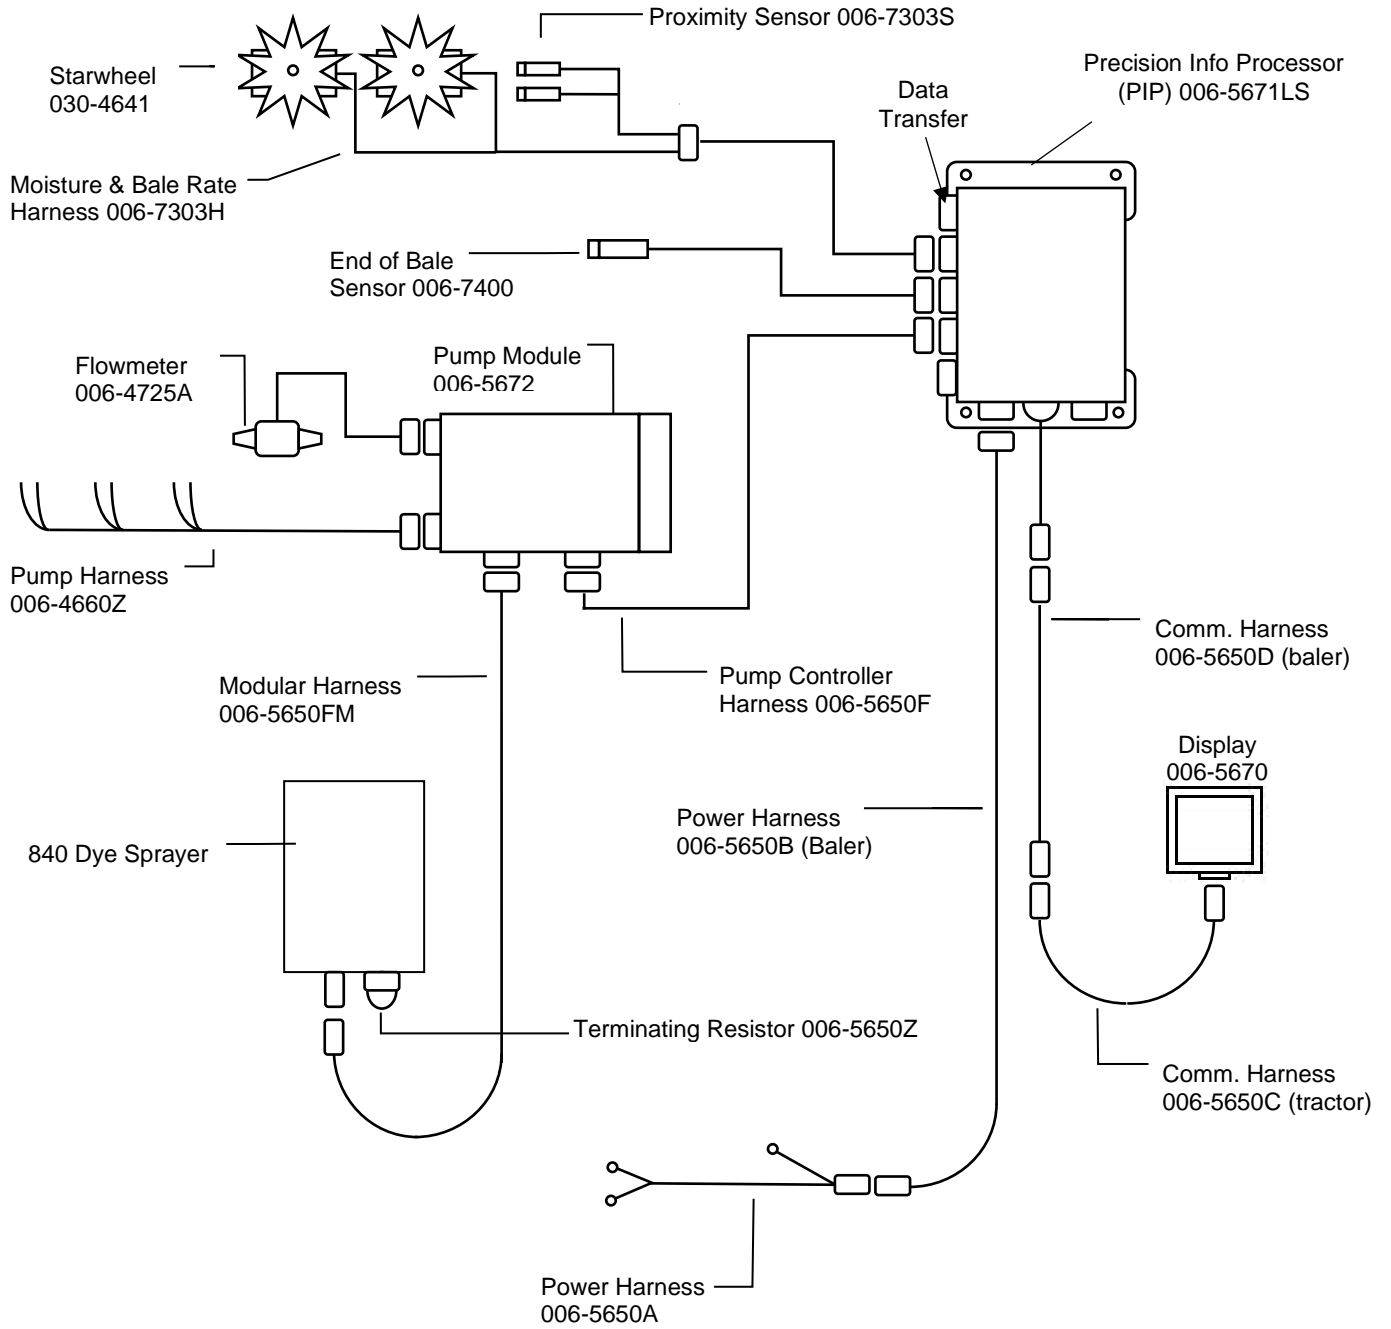 Proximity Sensor 006-7303S
Starwheel
030-4641
Precision Info Processor
(PIP) 006-5671LS
Data
Transfer
Moisture & Bale Rate
Harness 006-7303H
End of Bale
Sensor 006-7400
Flowmeter
006-4725A
Pump Module
006-5672
Pump Harness
006-4660Z
Comm. Harness
006-5650D (baler)
Modular Harness
006-5650FM
Pump Controller
Harness 006-5650F
Display
006-5670
Power Harness
006-5650B (Baler)
840 Dye Sprayer
Terminating Resistor 006-5650Z
Comm. Harness
006-5650C (tractor)
Power Harness
006-5650A